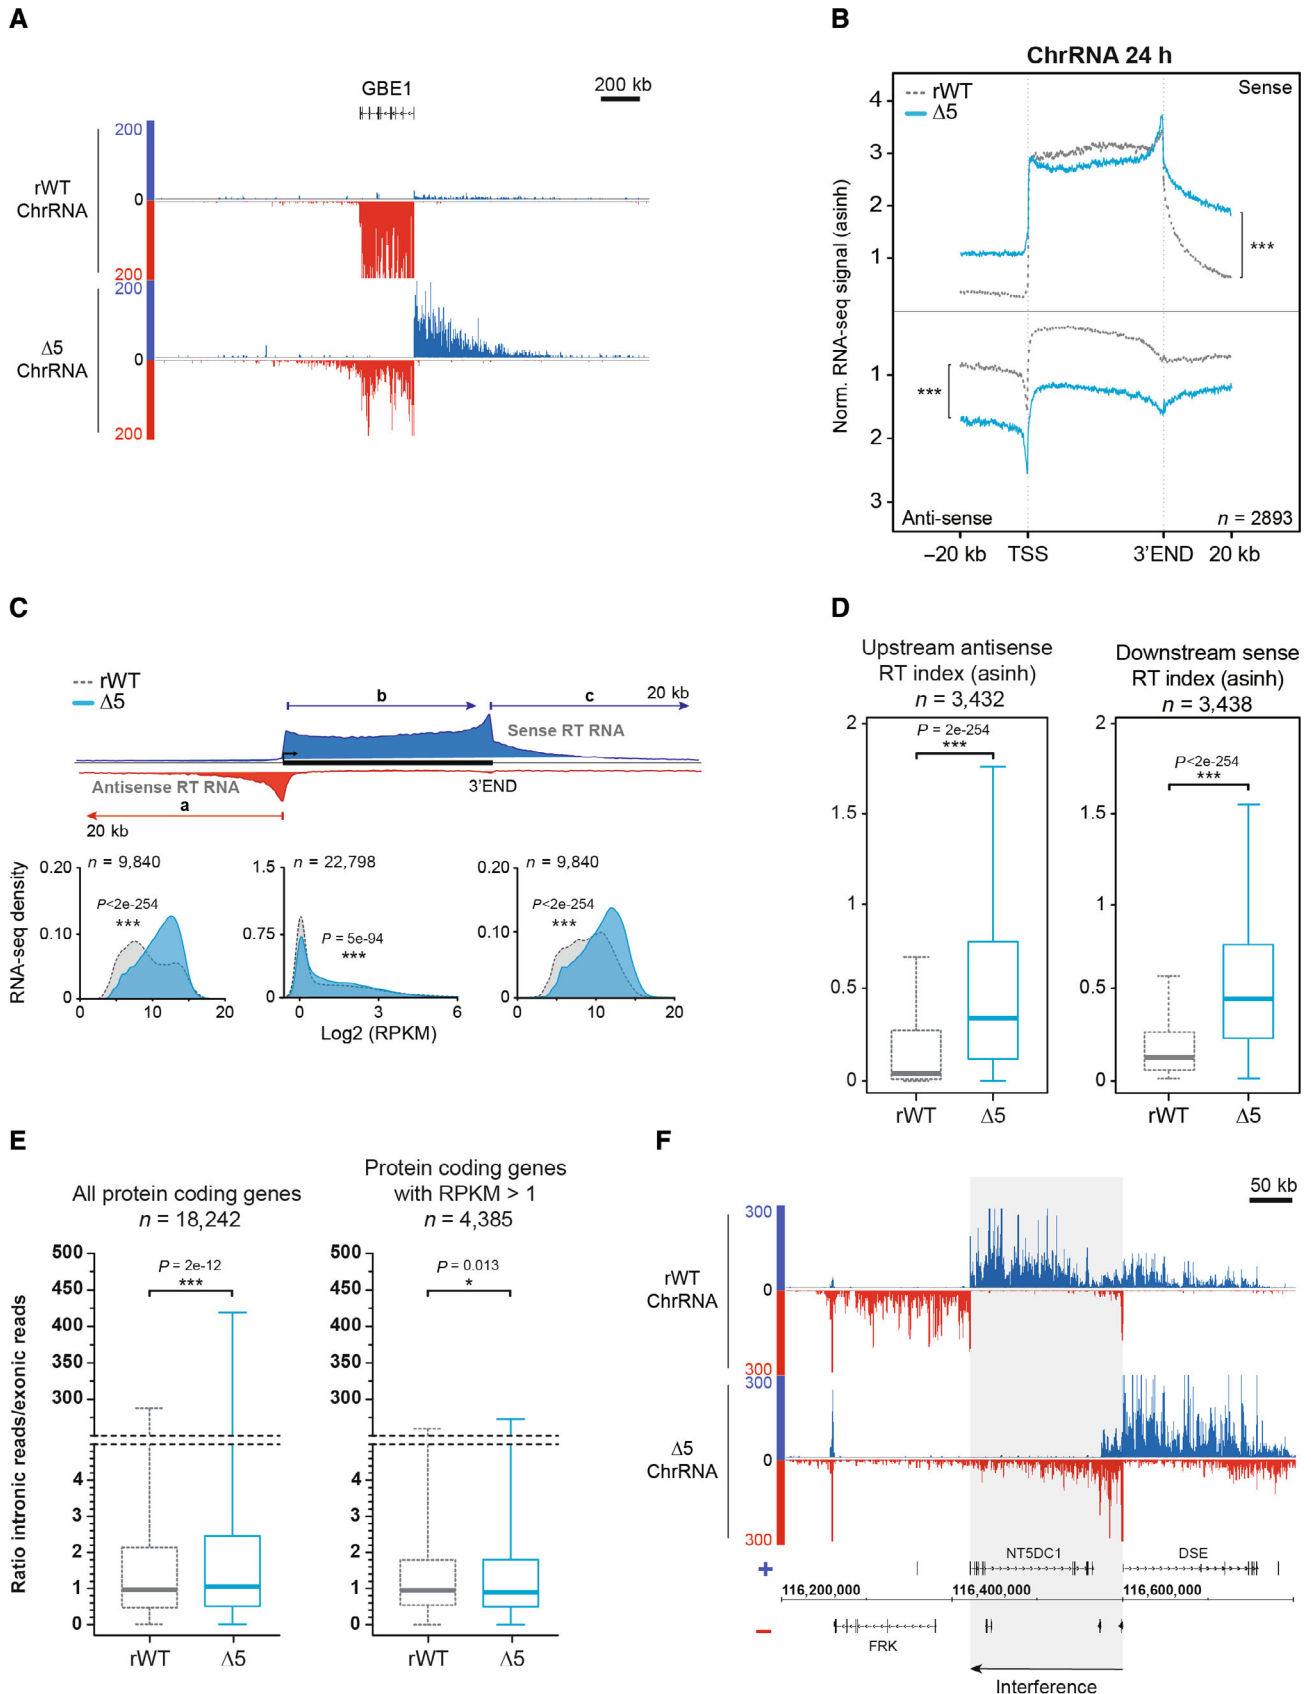 A
GBE1
200 kb
200
0
200
rWT
ChrRNA
200
0
200
Δ5
ChrRNA
B
ChrRNA 24 h
rWT
Δ5
Sense
4
3
2
1
1
2
3
Norm. RNA-seq signal (asinh)
***
***
Anti-sense
n = 2893
–20 kb
TSS
3'END
20 kb
C
rWT
Δ5
b
c
20 kb
Sense RT RNA
Antisense RT RNA
3'END
a
20 kb
RNA-seq density
0.20
0.10
0
n = 9,840
P<2e-254
***
0
10
20
1.5
0.75
0
n = 22,798
P = 5e-94
***
0
3
6
Log2 (RPKM)
0.20
0.10
0
n = 9,840
P<2e-254
***
0
10
20
D
Upstream antisense
RT index (asinh)
n = 3,432
2
1.5
1
0.5
0
P = 2e-254
***
rWT
Δ5
Downstream sense
RT index (asinh)
n = 3,438
2
1.5
1
0.5
0
P<2e-254
***
rWT
Δ5
E
Ratio intronic reads/exonic reads
All protein coding genes
n = 18,242
500
450
400
350
300
4
3
2
1
0
P = 2e-12
***
rWT
Δ5
Protein coding genes
with RPKM > 1
n = 4,385
500
450
400
350
300
4
3
2
1
0
P = 0.013
*
rWT
Δ5
F
50 kb
300
0
300
rWT
ChrRNA
300
0
300
Δ5
ChrRNA
+
NT5DC1
DSE
116,200,000
116,400,000
116,600,000
–
FRK
Interference